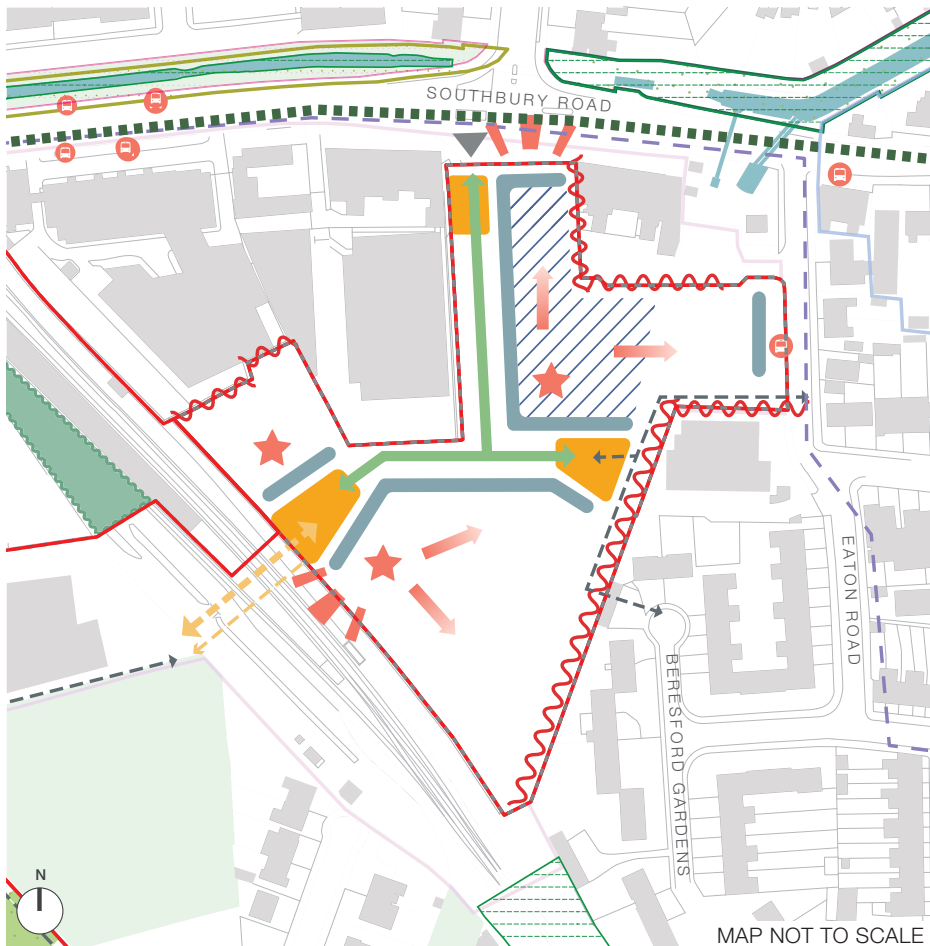 SOUTHBURY ROAD
EATON ROAD
BERESFORD GARDENS
N
MAP NOT TO SCALE